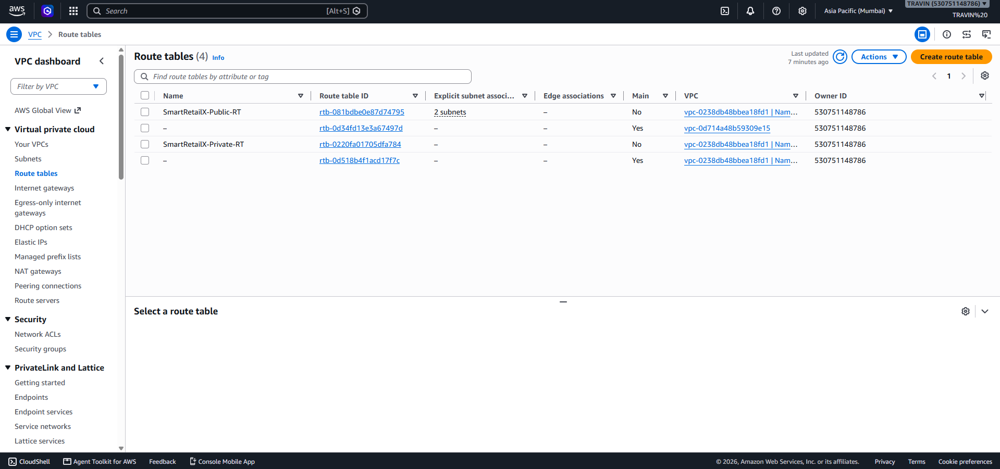 aws
Search
[Alt+S]
Asia Pacific (Mumbai)
TRAVIN (530751148786)
TRAVIN%20
VPC
Route tables
VPC dashboard
Filter by VPC
AWS Global View
Virtual private cloud
Your VPCs
Subnets
Route tables
Internet gateways
Egress-only internet
gateways
DHCP option sets
Elastic IPs
Managed prefix lists
NAT gateways
Peering connections
Route servers
Security
Network ACLs
Security groups
PrivateLink and Lattice
Getting started
Endpoints
Endpoint services
Service networks
Lattice services
Route tables (4) Info
Last updated
7 minutes ago
Actions
Create route table
Find route tables by attribute or tag
1
Name Route table ID Explicit subnet associ... Edge associations Main VPC Owner ID
SmartRetailX-Public-RT rtb-081bdbe0e87d74795 2 subnets – No vpc-0238db48bbea18fd1 | Nam... 530751148786
– rtb-0d34fd13e3a67497d – – Yes vpc-0d714a48b59309e15 530751148786
SmartRetailX-Private-RT rtb-0220fa01705dfa784 – – No vpc-0238db48bbea18fd1 | Nam... 530751148786
– rtb-0d518b4f1acd17f7c – – Yes vpc-0238db48bbea18fd1 | Nam... 530751148786
Select a route table
CloudShell Agent Toolkit for AWS Feedback Console Mobile App © 2026, Amazon Web Services, Inc. or its affiliates. Privacy Terms Cookie preferences